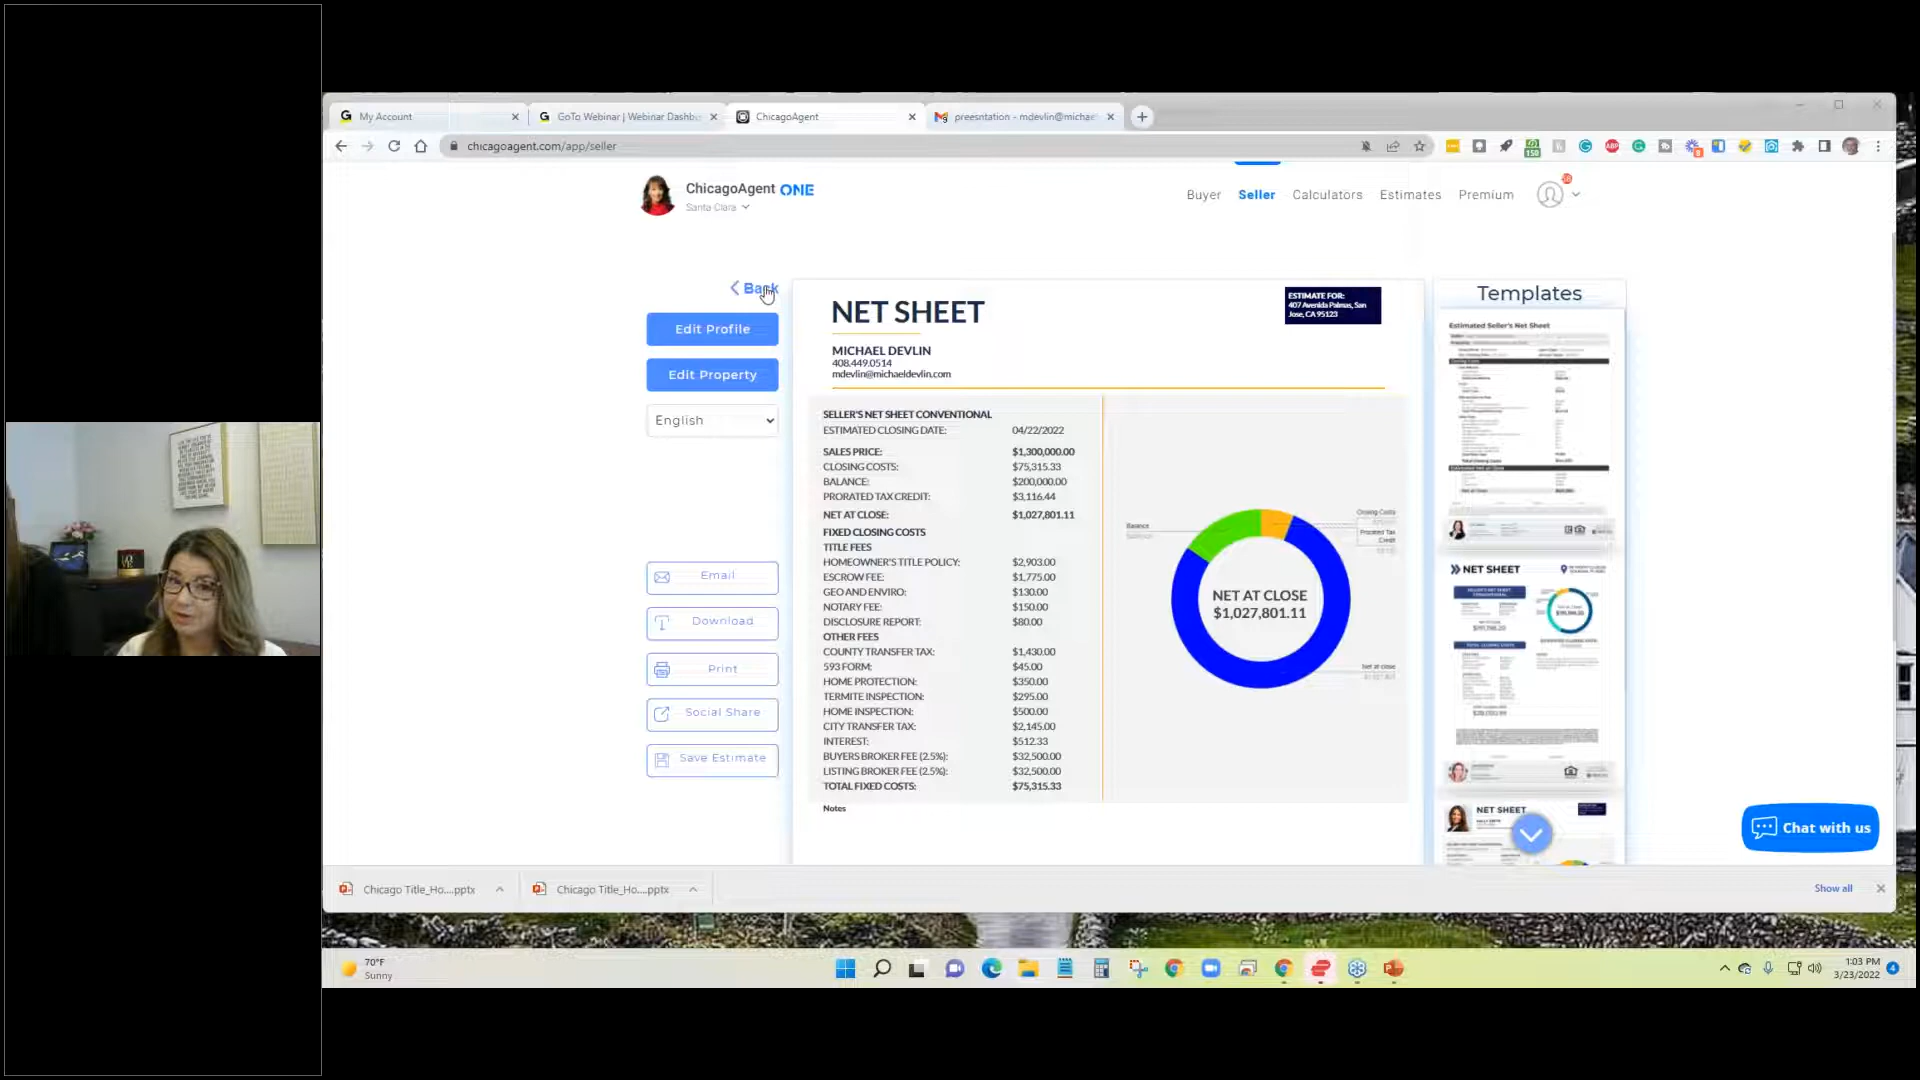 My Account
GoTo Webinar | Webinar Dashb
ChicagoAgent
preesntation - mdevlin@michae
chicagoagent.com/app/seller
ChicagoAgent ONE
Santa Clara
Buyer
Seller
Calculators
Estimates
Premium
Back
Edit Profile
Edit Property
English
Email
Download
Print
Social Share
Save Estimate
NET SHEET
ESTIMATE FOR:
407 Avenida Palmas, San
Jose, CA 95123
MICHAEL DEVLIN
408.449.0514
mdevlin@michaeldevlin.com
SELLER'S NET SHEET CONVENTIONAL
ESTIMATED CLOSING DATE: 04/22/2022
SALES PRICE: $1,300,000.00
CLOSING COSTS: $75,315.33
BALANCE: $200,000.00
PRORATED TAX CREDIT: $3,116.44
NET AT CLOSE: $1,027,801.11
FIXED CLOSING COSTS
TITLE FEES
HOMEOWNER'S TITLE POLICY: $2,903.00
ESCROW FEE: $1,775.00
GEO AND ENVIRO: $130.00
NOTARY FEE: $150.00
DISCLOSURE REPORT: $80.00
OTHER FEES
COUNTY TRANSFER TAX: $1,430.00
593 FORM: $45.00
HOME PROTECTION: $350.00
TERMITE INSPECTION: $295.00
HOME INSPECTION: $500.00
CITY TRANSFER TAX: $2,145.00
INTEREST: $512.33
BUYERS BROKER FEE (2.5%): $32,500.00
LISTING BROKER FEE (2.5%): $32,500.00
TOTAL FIXED COSTS: $75,315.33
Notes
Balance
Closing Costs
Prorated Tax
Credit
NET AT CLOSE
$1,027,801.11
Net at close
Templates
Estimated Seller's Net Sheet
NET SHEET
NET SHEET
Chat with us
Chicago Title_Ho....pptx
Chicago Title_Ho....pptx
Show all
70°F
Sunny
1:03 PM
3/23/2022
4